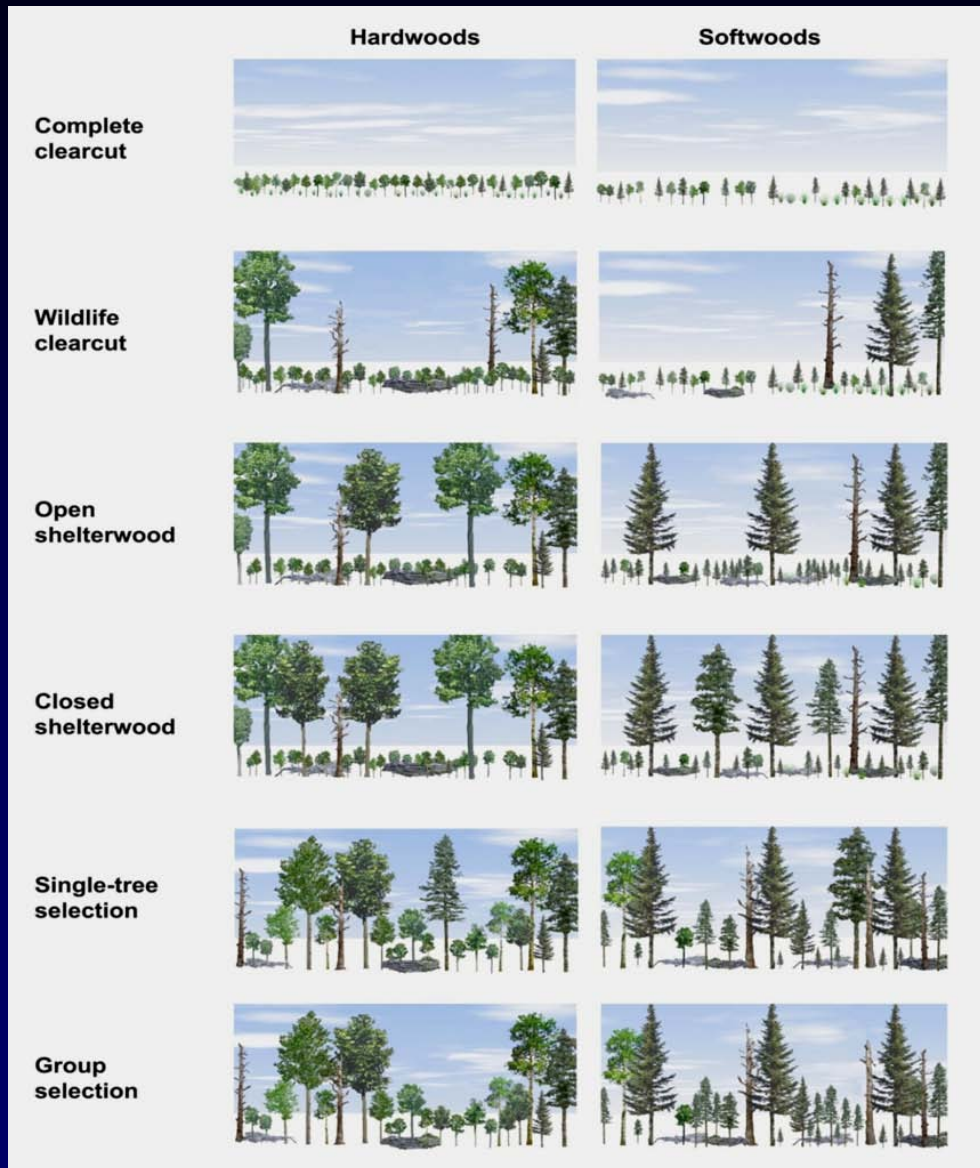 Hardwoods
Softwoods
Complete
clearcut
Wildlife
clearcut
Open
shelterwood
Closed
shelterwood
Single-tree
selection
Group
selection